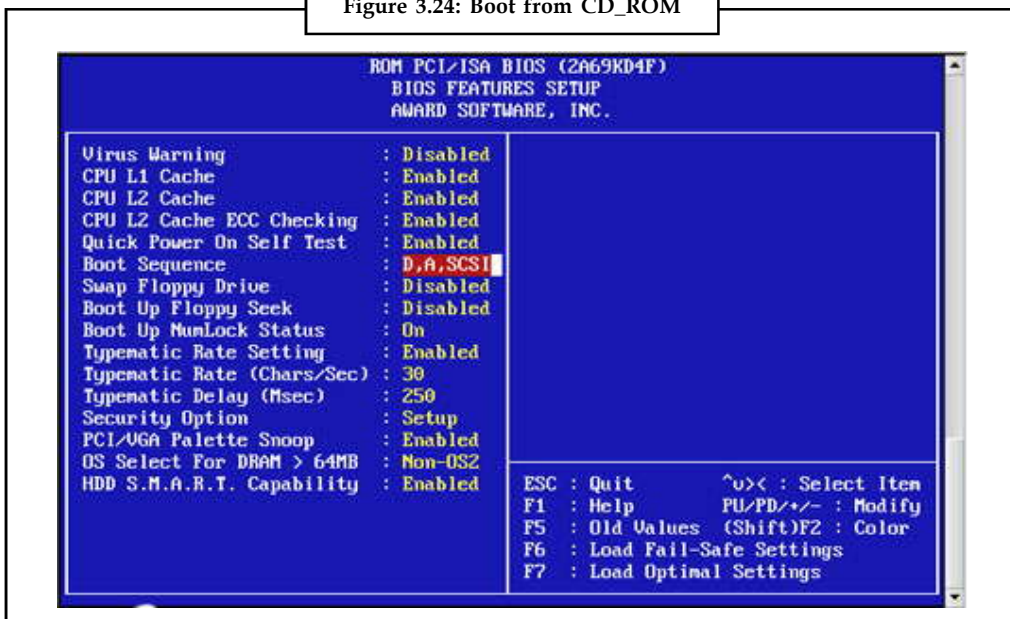 Figure 3.24: Boot from CD_ROM
ROM PCI/ISA BIOS (2A69KD4F)
BIOS FEATURES SETUP
AWARD SOFTWARE, INC.
Virus Warning : Disabled
CPU L1 Cache : Enabled
CPU L2 Cache : Enabled
CPU L2 Cache ECC Checking : Enabled
Quick Power On Self Test : Enabled
Boot Sequence : D,A,SCSI
Swap Floppy Drive : Disabled
Boot Up Floppy Seek : Disabled
Boot Up NumLock Status : On
Typematic Rate Setting : Enabled
Typematic Rate (Chars/Sec) : 30
Typematic Delay (Msec) : 250
Security Option : Setup
PCI/VGA Palette Snoop : Enabled
OS Select For DRAM > 64MB : Non-OS2
HDD S.M.A.R.T. Capability : Enabled
ESC : Quit ^v>< : Select Item
F1 : Help PU/PD/+/- : Modify
F5 : Old Values (Shift)F2 : Color
F6 : Load Fail-Safe Settings
F7 : Load Optimal Settings